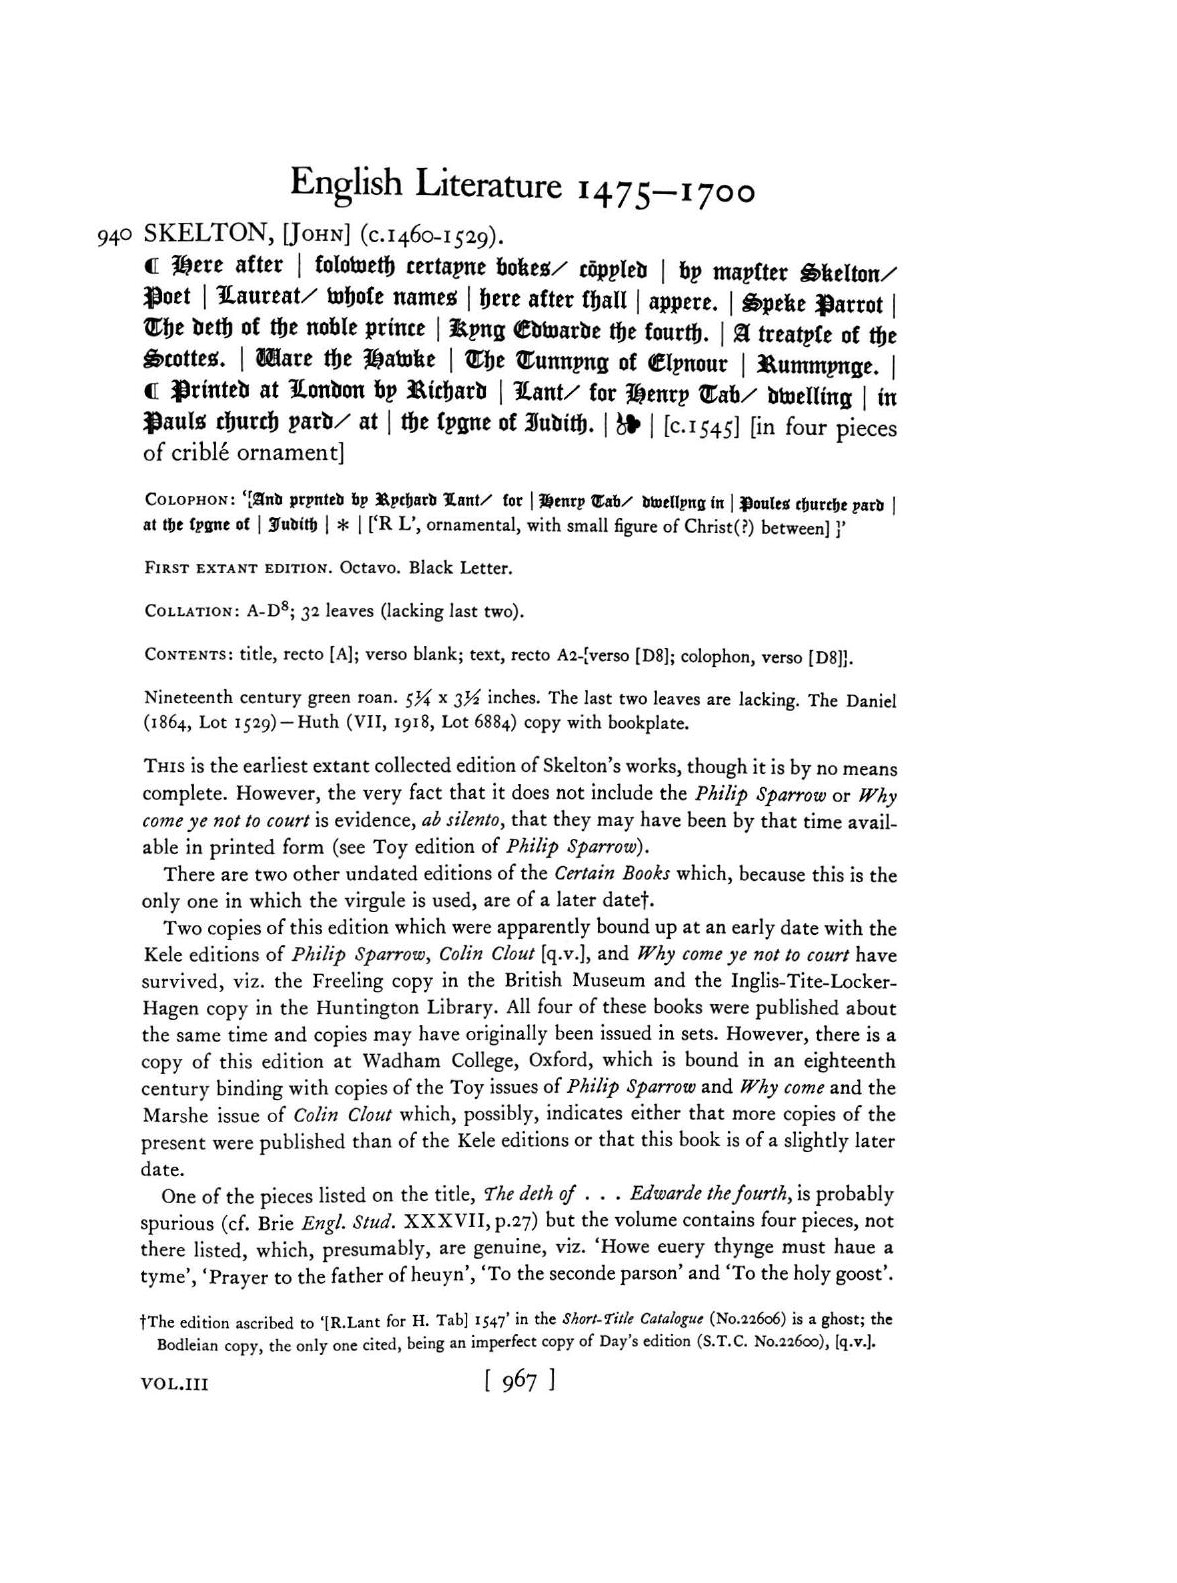 English Literature 1475–1700
940 SKELTON, [John] (c.1460-1529).
¶ Here after | foloweth certayne bokes/ cōpyled | by mayſter Skelton/
Poet | Laureat/ whoſe names | here after ſhall | appere. | Speke Parrot |
The deth of the noble prince | Kyng Edwarde the fourth. | A treatyſe of the
Scottes. | Ware the Hawke | The Tunnyng of Elynour | Rummynge. |
¶ Printed at London by Richard | Lant/ for Henry Tab/ dwelling | in
Pauls church yard/ at | the ſygne of Judith. | ❧ | [c.1545] [in four pieces
of criblé ornament]
Colophon: '[And prynted by Rychard Lant/ for | Henry Tab/ dwellyng in | Poules churche yard |
at the ſygne of | Judith | * | ['R L', ornamental, with small figure of Christ(?) between] ]'
First extant edition. Octavo. Black Letter.
Collation: A-D⁸; 32 leaves (lacking last two).
Contents: title, recto [A]; verso blank; text, recto A2-[verso [D8]; colophon, verso [D8]].
Nineteenth century green roan. 5¼ x 3½ inches. The last two leaves are lacking. The Daniel
(1864, Lot 1529)—Huth (VII, 1918, Lot 6884) copy with bookplate.
This is the earliest extant collected edition of Skelton's works, though it is by no means
complete. However, the very fact that it does not include the Philip Sparrow or Why
come ye not to court is evidence, ab silento, that they may have been by that time avail-
able in printed form (see Toy edition of Philip Sparrow).
There are two other undated editions of the Certain Books which, because this is the
only one in which the virgule is used, are of a later date†.
Two copies of this edition which were apparently bound up at an early date with the
Kele editions of Philip Sparrow, Colin Clout [q.v.], and Why come ye not to court have
survived, viz. the Freeling copy in the British Museum and the Inglis-Tite-Locker-
Hagen copy in the Huntington Library. All four of these books were published about
the same time and copies may have originally been issued in sets. However, there is a
copy of this edition at Wadham College, Oxford, which is bound in an eighteenth
century binding with copies of the Toy issues of Philip Sparrow and Why come and the
Marshe issue of Colin Clout which, possibly, indicates either that more copies of the
present were published than of the Kele editions or that this book is of a slightly later
date.
One of the pieces listed on the title, The deth of . . . Edwarde the fourth, is probably
spurious (cf. Brie Engl. Stud. XXXVII, p.27) but the volume contains four pieces, not
there listed, which, presumably, are genuine, viz. 'Howe euery thynge must haue a
tyme', 'Prayer to the father of heuyn', 'To the seconde parson' and 'To the holy goost'.
†The edition ascribed to '[R.Lant for H. Tab] 1547' in the Short-Title Catalogue (No.22606) is a ghost; the
Bodleian copy, the only one cited, being an imperfect copy of Day's edition (S.T.C. No.22600), [q.v.].
VOL.III [ 967 ]